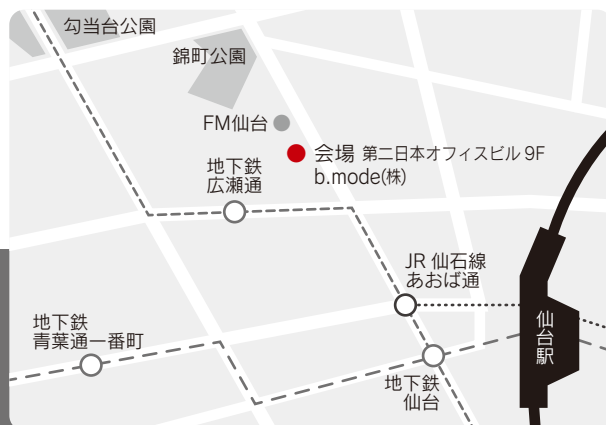 勾当台公園
錦町公園
FM仙台
会場 第二日本オフィスビル 9F
b.mode(株)
地下鉄
広瀬通
JR 仙石線
あおば通
仙台駅
地下鉄
青葉通一番町
地下鉄
仙台